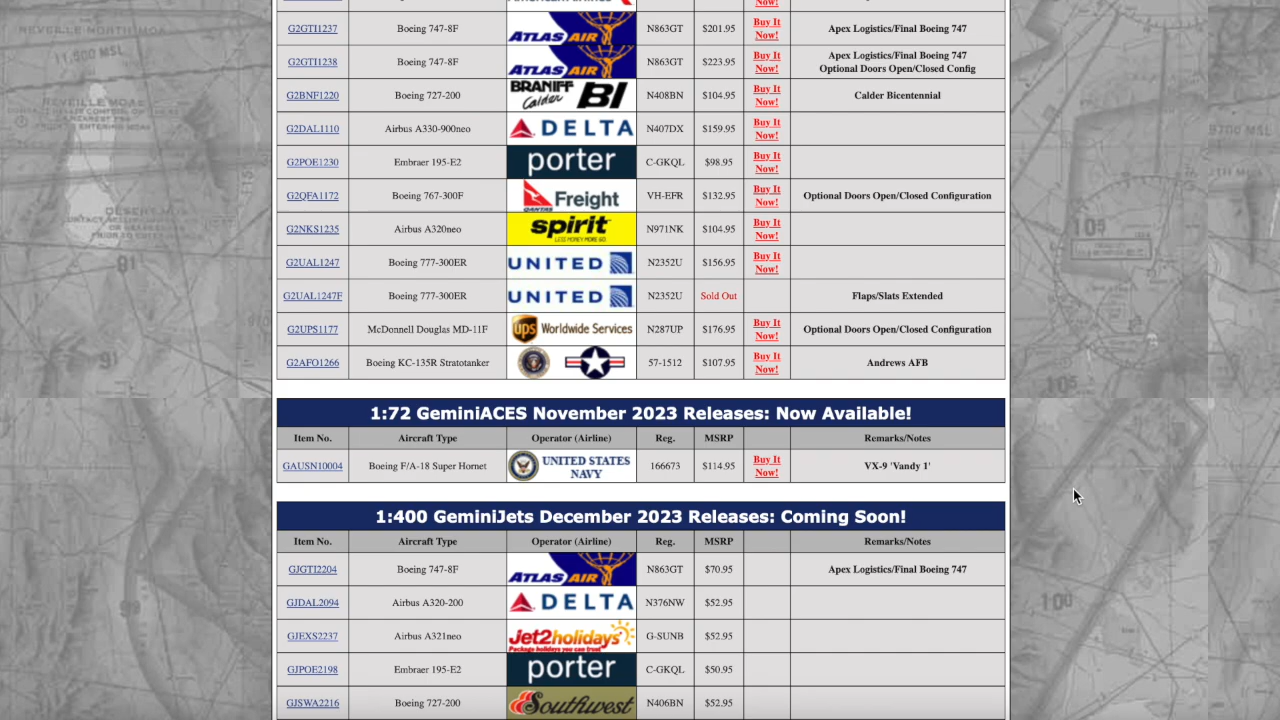 Now!
G2GTI1237 Boeing 747-8F ATLAS AIR N863GT $201.95 Buy It Now! Apex Logistics/Final Boeing 747
G2GTI1238 Boeing 747-8F ATLAS AIR N863GT $223.95 Buy It Now! Apex Logistics/Final Boeing 747 Optional Doors Open/Closed Config
G2BNF1220 Boeing 727-200 BRANIFF Calder BI N408BN $104.95 Buy It Now! Calder Bicentennial
G2DAL1110 Airbus A330-900neo DELTA N407DX $159.95 Buy It Now!
G2POE1230 Embraer 195-E2 porter C-GKQL $98.95 Buy It Now!
G2QFA1172 Boeing 767-300F QANTAS Freight VH-EFR $132.95 Buy It Now! Optional Doors Open/Closed Configuration
G2NKS1235 Airbus A320neo spirit LESS MONEY. MORE GO. N971NK $104.95 Buy It Now!
G2UAL1247 Boeing 777-300ER UNITED N2352U $156.95 Buy It Now!
G2UAL1247F Boeing 777-300ER UNITED N2352U Sold Out Flaps/Slats Extended
G2UPS1177 McDonnell Douglas MD-11F ups Worldwide Services N287UP $176.95 Buy It Now! Optional Doors Open/Closed Configuration
G2AFO1266 Boeing KC-135R Stratotanker 57-1512 $107.95 Buy It Now! Andrews AFB
1:72 GeminiACES November 2023 Releases: Now Available!
Item No. Aircraft Type Operator (Airline) Reg. MSRP Remarks/Notes
GAUSN10004 Boeing F/A-18 Super Hornet UNITED STATES NAVY 166673 $114.95 Buy It Now! VX-9 'Vandy 1'
1:400 GeminiJets December 2023 Releases: Coming Soon!
Item No. Aircraft Type Operator (Airline) Reg. MSRP Remarks/Notes
GJGTI2204 Boeing 747-8F ATLAS AIR N863GT $70.95 Apex Logistics/Final Boeing 747
GJDAL2094 Airbus A320-200 DELTA N376NW $52.95
GJEXS2237 Airbus A321neo Jet2holidays Package holidays you can trust G-SUNB $52.95
GJPOE2198 Embraer 195-E2 porter C-GKQL $50.95
GJSWA2216 Boeing 727-200 Southwest N406BN $52.95